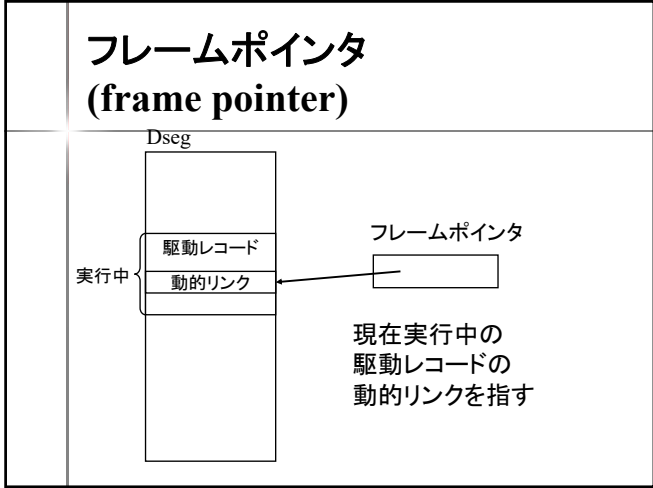 フレームポインタ
(frame pointer)
Dseg
駆動レコード
フレームポインタ
実行中
動的リンク
現在実行中の
駆動レコードの
動的リンクを指す